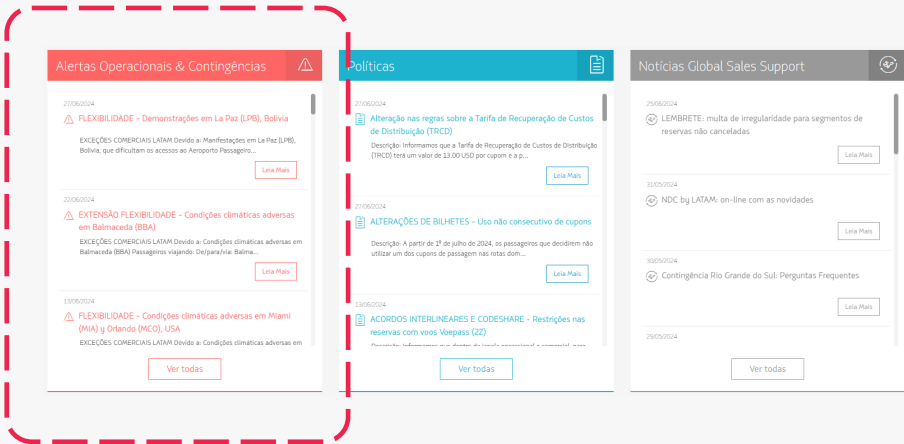 Alertas Operacionais & Contingências
27/06/2024
FLEXIBILIDADE - Demonstrações em La Paz (LPB), Bolivia
EXCEÇÕES COMERCIAIS LATAM Devido a: Manifestações em La Paz (LPB),
Bolivia, que dificultam os acessos ao Aeroporto Passageiro...
Leia Mais
22/06/2024
EXTENSÃO FLEXIBILIDADE - Condições climáticas adversas
em Balmaceda (BBA)
EXCEÇÕES COMERCIAIS LATAM Devido a: Condições climáticas adversas em
Balmaceda (BBA) Passageiros viajando: De/para/via: Balma...
Leia Mais
13/06/2024
FLEXIBILIDADE - Condições climáticas adversas em Miami
(MIA) y Orlando (MCO), USA
EXCEÇÕES COMERCIAIS LATAM Devido a: Condições climáticas adversas em
Ver todas
Políticas
27/06/2024
Alteração nas regras sobre a Tarifa de Recuperação de Custos
de Distribuição (TRCD)
Descrição: Informamos que a Tarifa de Recuperação de Custos de Distribuição
(TRCD) terá um valor de 13.00 USD por cupom e a p...
Leia Mais
27/06/2024
ALTERAÇÕES DE BILHETES - Uso não consecutivo de cupons
Descrição: A partir de 1º de julho de 2024, os passageiros que decidirem não
utilizar um dos cupons de passagem nas rotas dom...
Leia Mais
13/06/2024
ACORDOS INTERLINEARES E CODESHARE - Restrições nas
reservas com voos Voepass (2Z)
Descrição: Informamos que dentro da janela operacional e comercial, para
Ver todas
Notícias Global Sales Support
25/06/2024
LEMBRETE: multa de irregularidade para segmentos de
reservas não canceladas
Leia Mais
31/05/2024
NDC by LATAM: on-line com as novidades
Leia Mais
30/05/2024
Contingência Rio Grande do Sul: Perguntas Frequentes
Leia Mais
29/05/2024
Ver todas